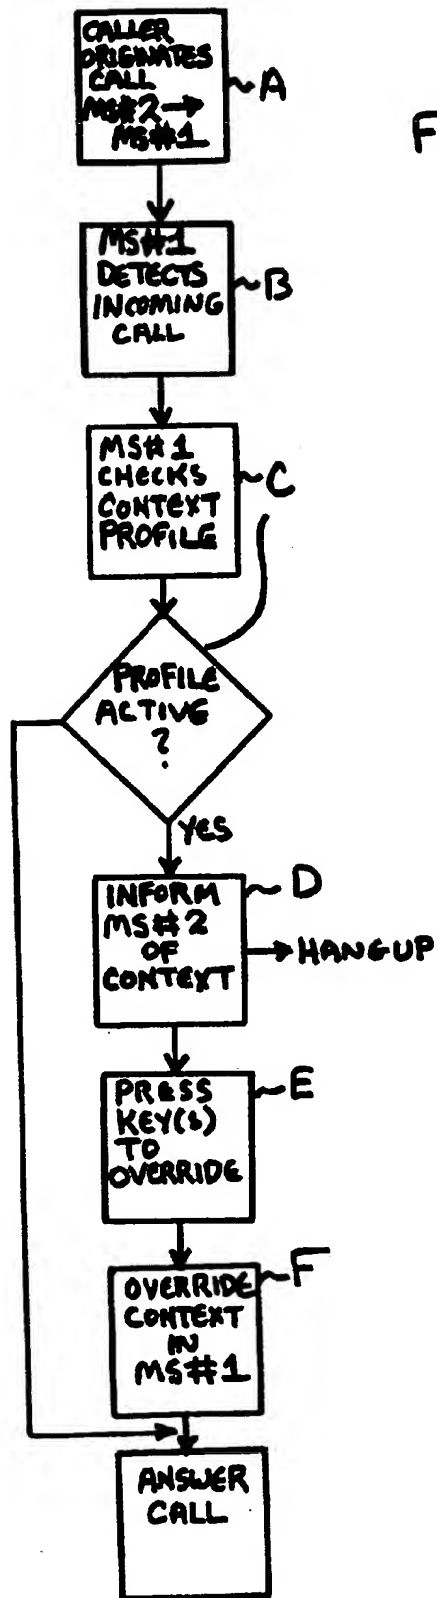 CALLER
ORIGINATES
CALL
MS#2→
MS#1
A
F
MS#1
DETECTS
INCOMING
CALL
B
MS#1
CHECKS
CONTEXT
PROFILE
C
PROFILE
ACTIVE
?
YES
INFORM
MS#2
OF
CONTEXT
D
HANGUP
PRESS
KEY(s)
TO
OVERRIDE
E
OVERRIDE
CONTEXT
IN
MS#1
F
ANSWER
CALL